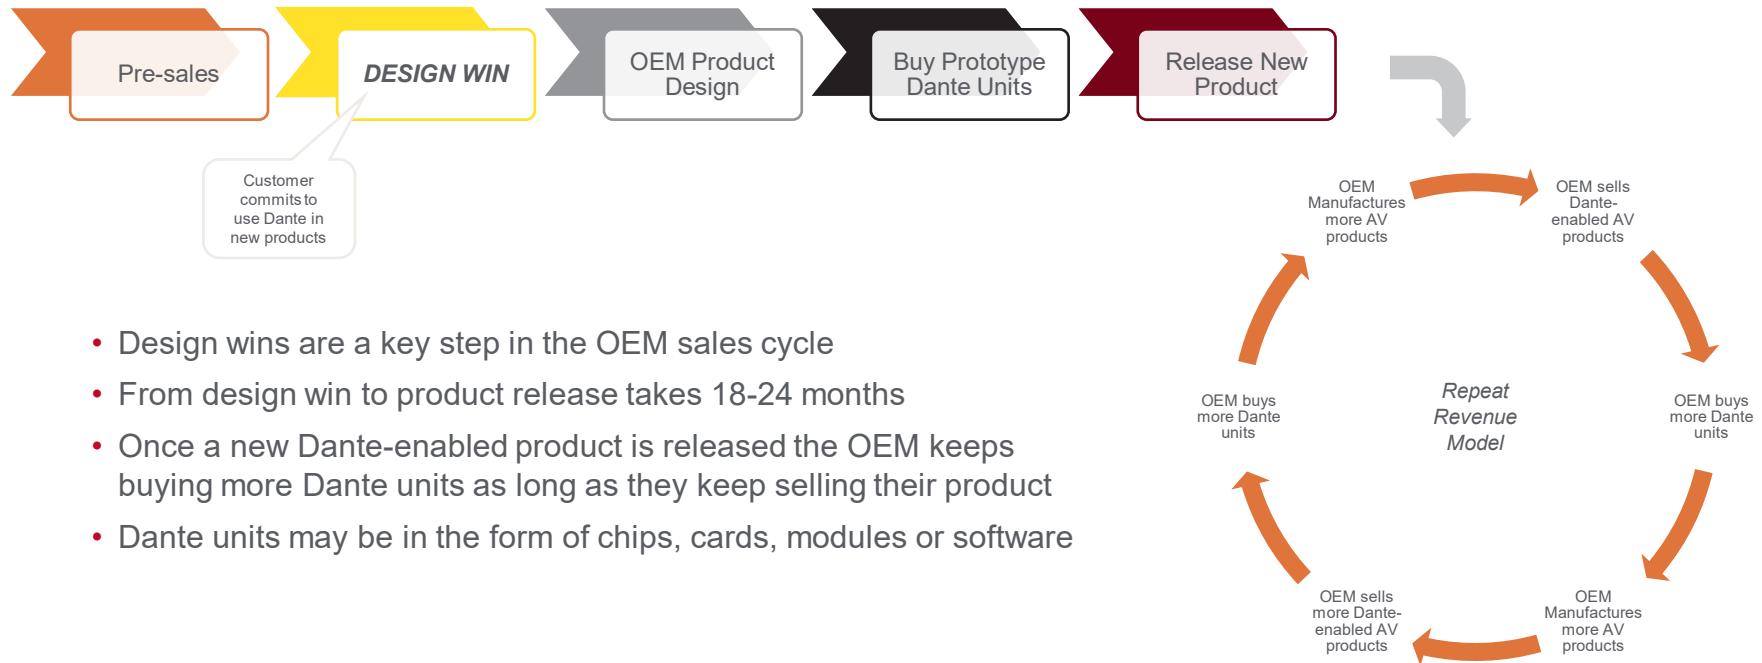 Pre-sales
DESIGN WIN
OEM Product
Design
Buy Prototype
Dante Units
Release New
Product
Customer
commits to
use Dante in
new products
• Design wins are a key step in the OEM sales cycle
• From design win to product release takes 18-24 months
• Once a new Dante-enabled product is released the OEM keeps
buying more Dante units as long as they keep selling their product
• Dante units may be in the form of chips, cards, modules or software
OEM
Manufactures
more AV
products
OEM sells
Dante-
enabled AV
products
OEM buys
more Dante
units
OEM
Manufactures
more AV
products
OEM sells
more Dante-
enabled AV
products
OEM buys
more Dante
units
Repeat
Revenue
Model